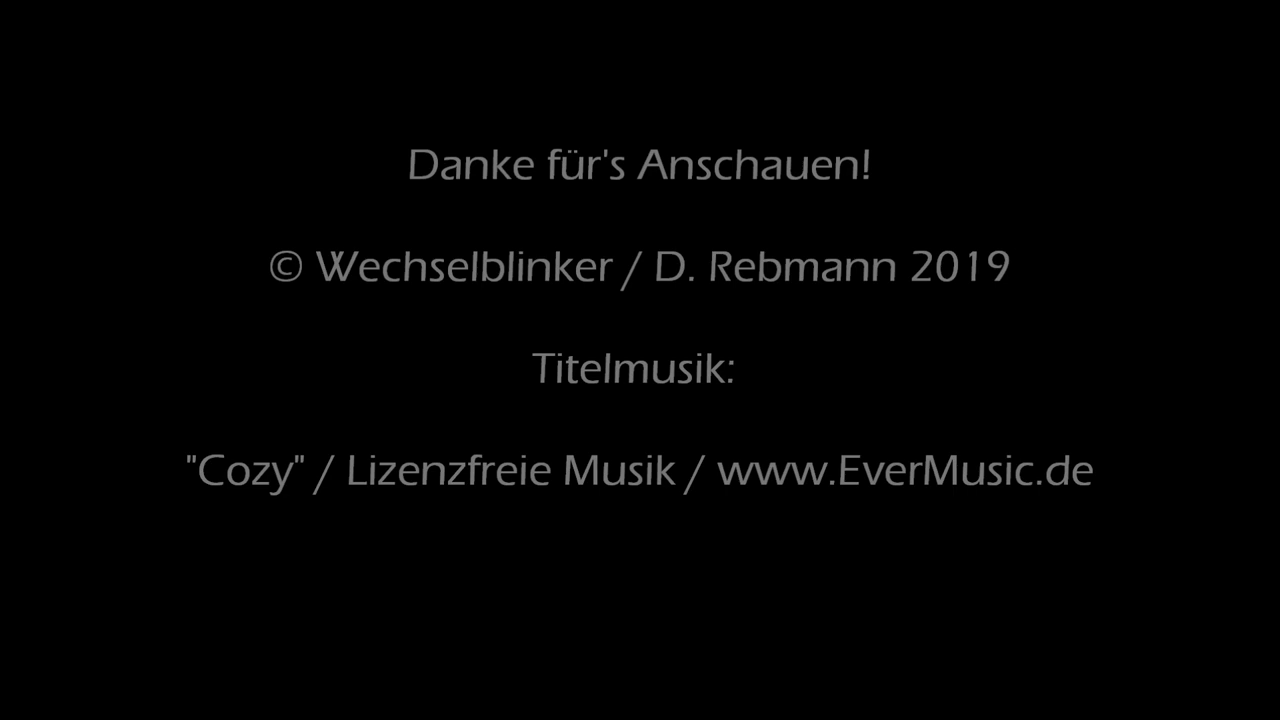 Danke für's Anschauen!
© Wechselblinker / D. Rebmann 2019
Titelmusik:
"Cozy" / Lizenzfreie Musik / www.EverMusic.de